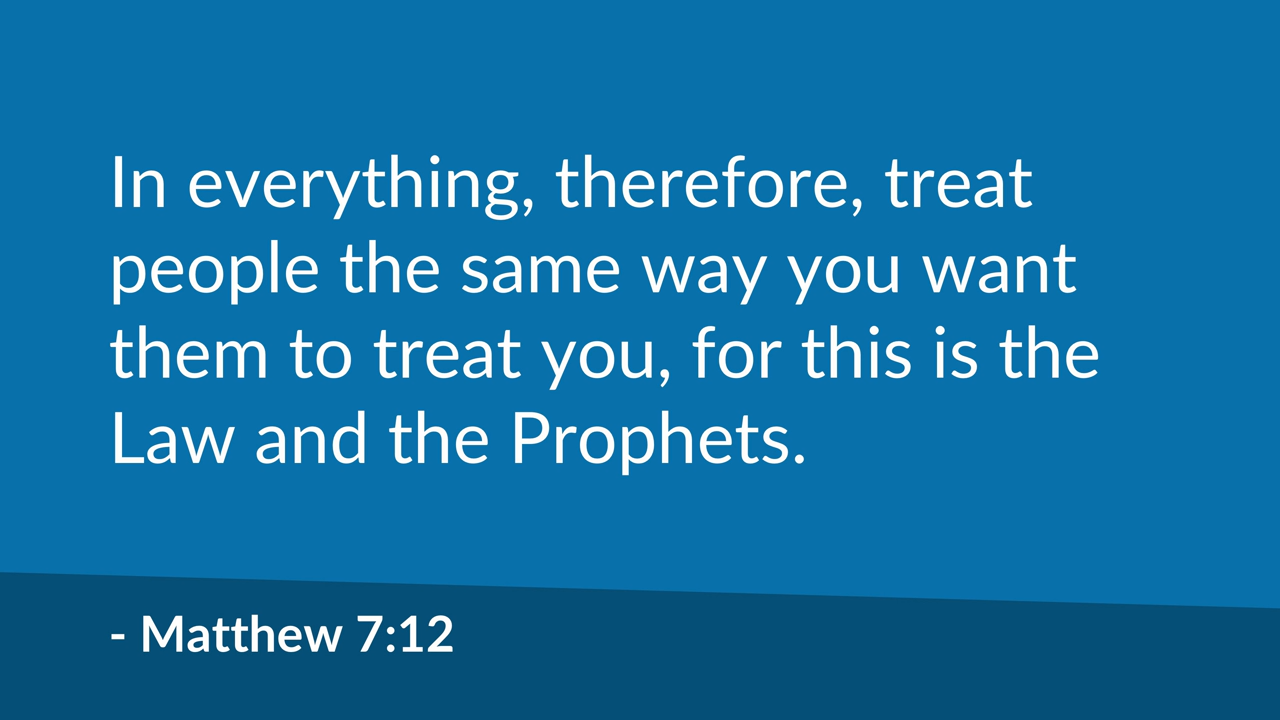 In everything, therefore, treat
people the same way you want
them to treat you, for this is the
Law and the Prophets.
- Matthew 7:12